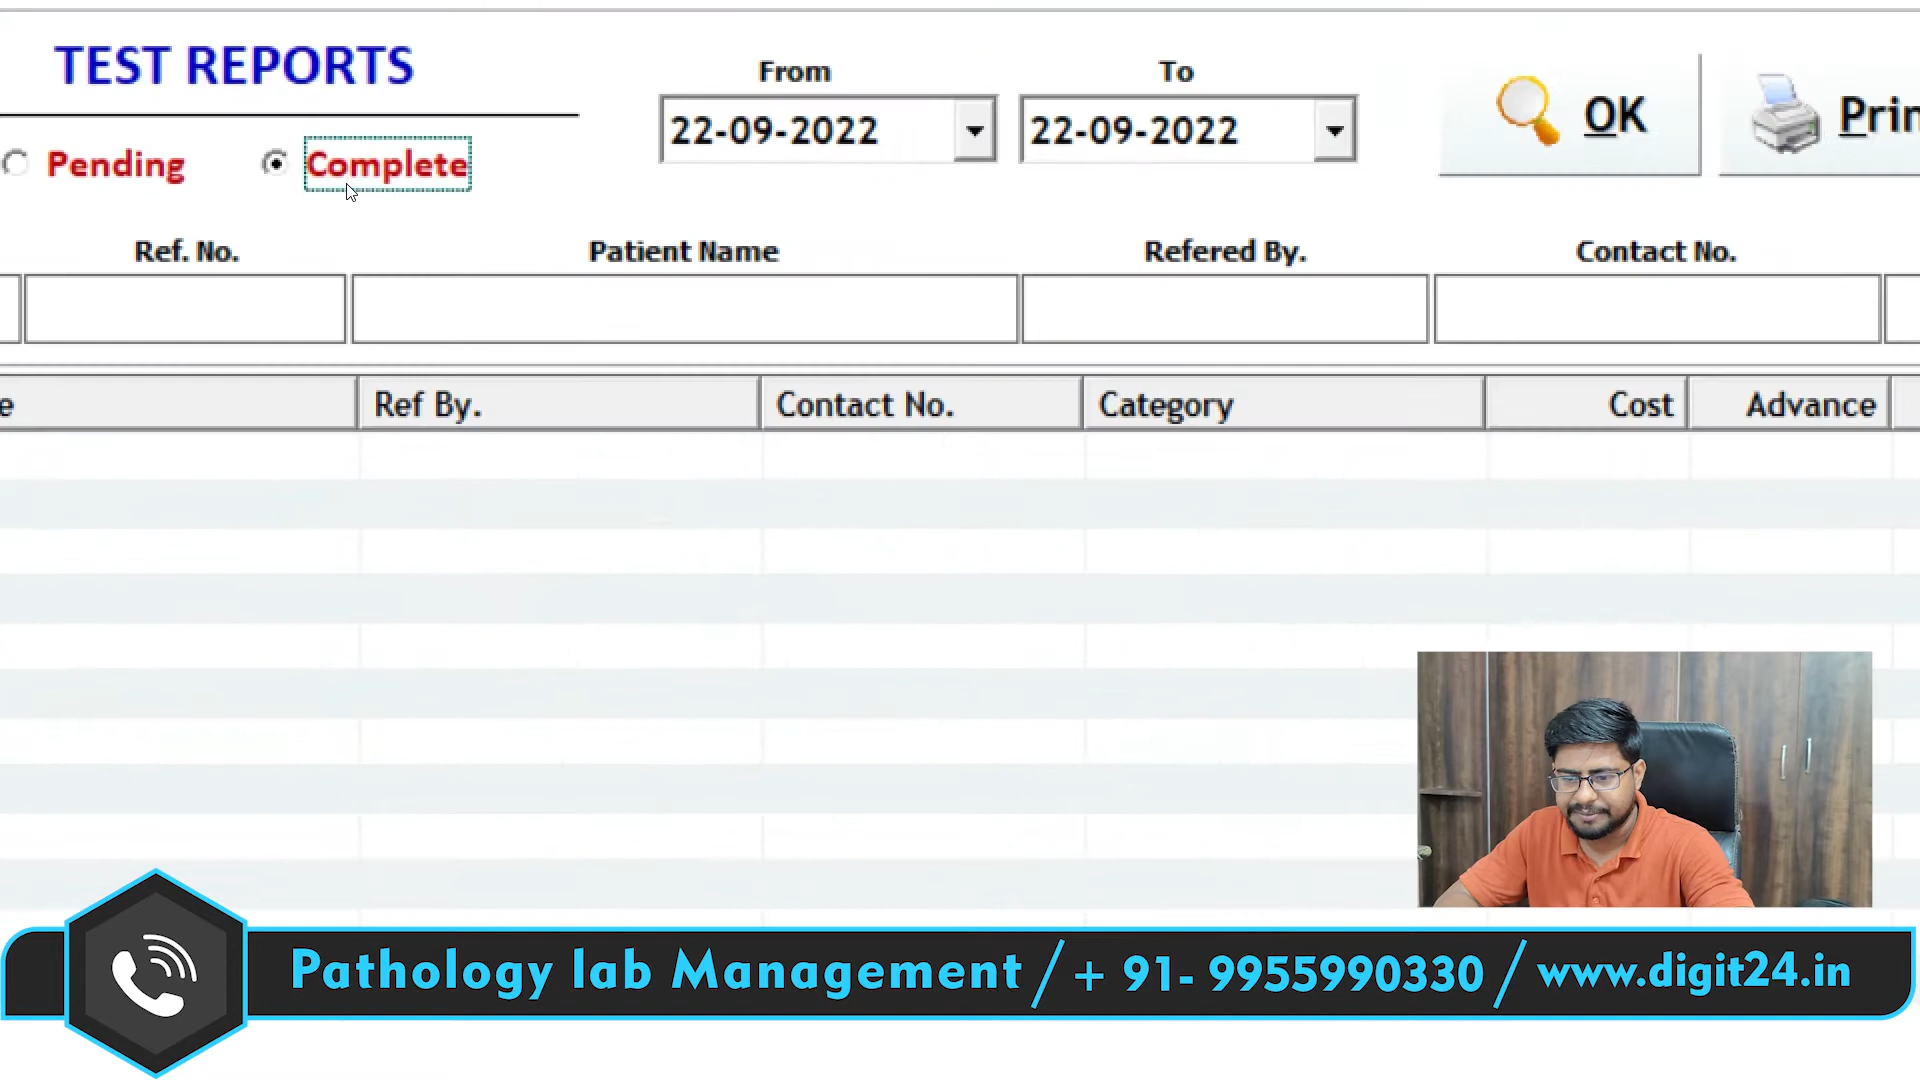 TEST REPORTS
From
To
22-09-2022
22-09-2022
OK
Prin
Pending
Complete
Ref. No.
Patient Name
Refered By.
Contact No.
e
Ref By.
Contact No.
Category
Cost
Advance
Pathology lab Management / + 91- 9955990330 / www.digit24.in